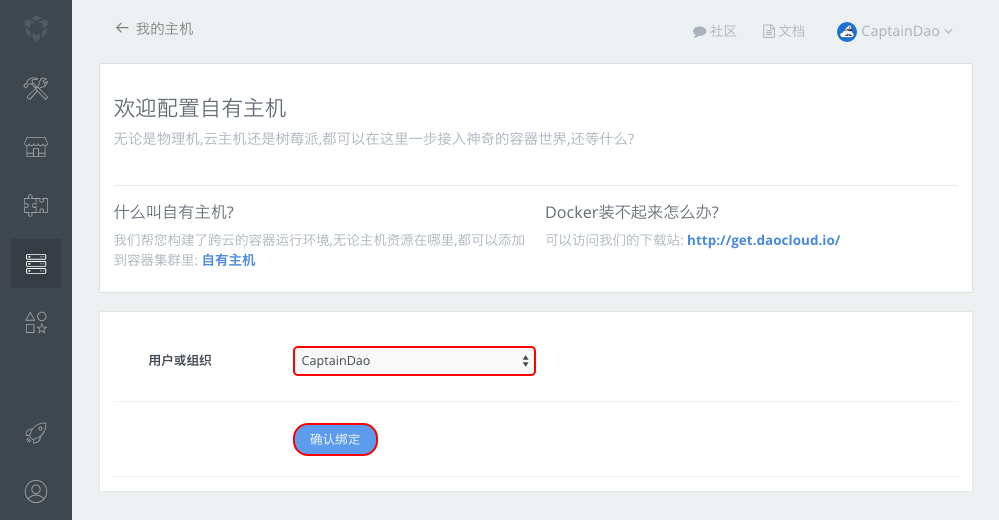 我的主机
社区
文档
CaptainDao
欢迎配置自有主机
无论是物理机,云主机还是树莓派,都可以在这里一步接入神奇的容器世界,还等什么?
什么叫自有主机?
我们帮您构建了跨云的容器运行环境,无论主机资源在哪里,都可以添加
到容器集群里: 自有主机
Docker装不起来怎么办?
可以访问我们的下载站: http://get.daocloud.io/
用户或组织
CaptainDao
确认绑定